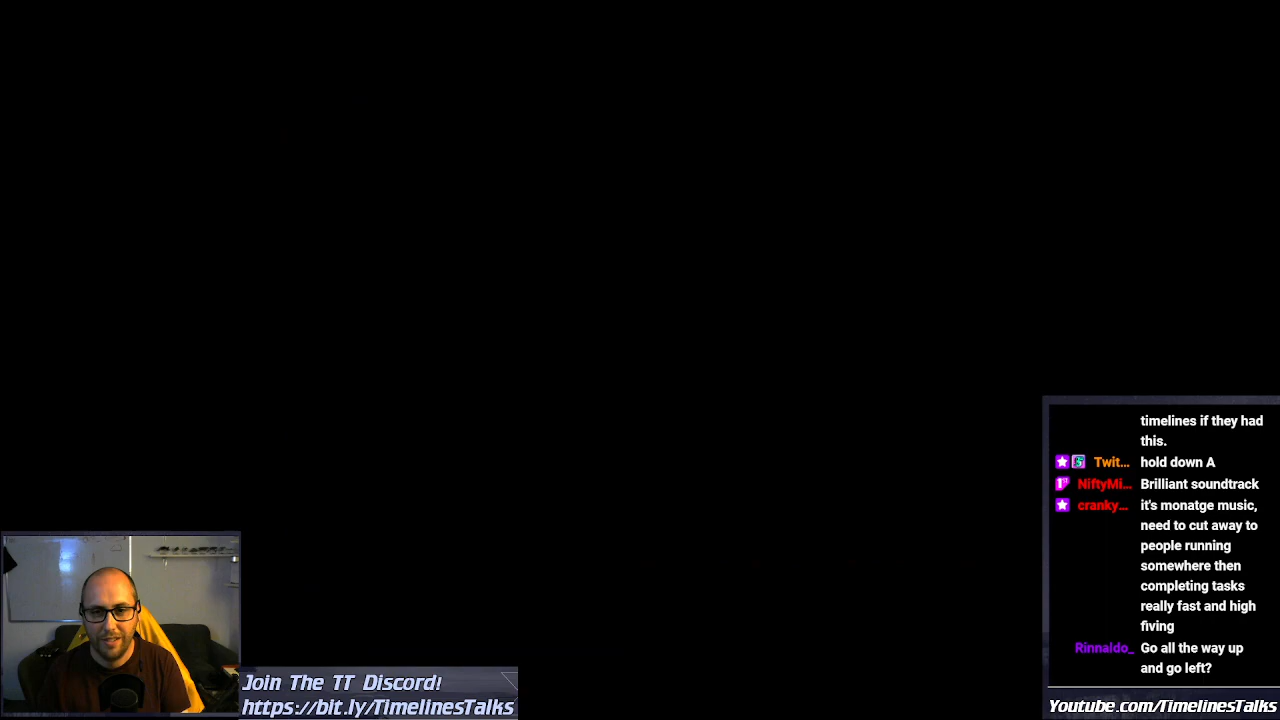 timelines if they had
this.
Twit... hold down A
NiftyMi... Brilliant soundtrack
cranky... it's monatge music,
need to cut away to
people running
somewhere then
completing tasks
really fast and high
fiving
Rinnaldo_ Go all the way up
and go left?
Join The TT Discord!
https://bit.ly/TimelinesTalks
Youtube.com/TimelinesTalks